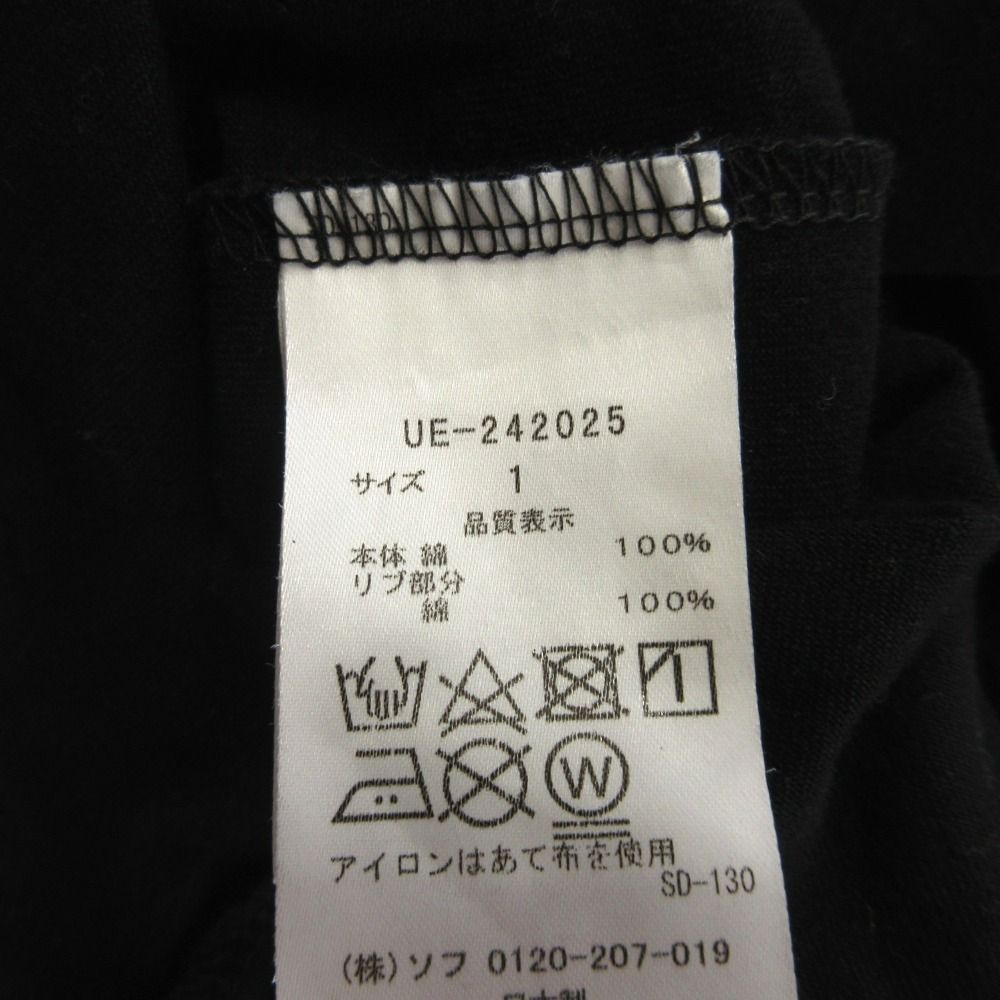 UE-242025
サイズ 1
品質表示
本体 綿 100%
リブ部分
綿 100%
W
アイロンはあて布を使用
SD-130
(株)ソフ 0120-207-019